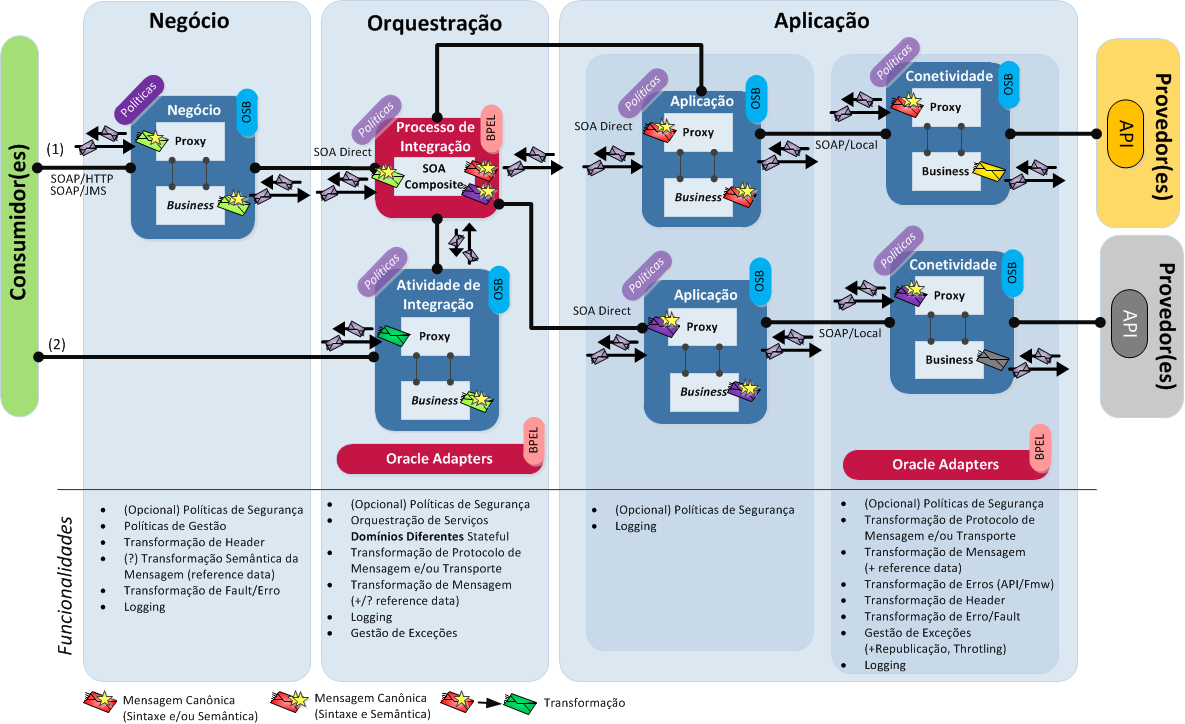 Negócio
Orquestração
Aplicação
Consumidor(es)
(1)
SOAP/HTTP
SOAP/JMS
(2)
Políticas
OSB
Negócio
Proxy
Business
SOA Direct
Políticas
BPEL
Processo de
Integração
SOA
Composite
Políticas
OSB
Atividade de
Integração
Proxy
Business
BPEL
Oracle Adapters
SOA Direct
Políticas
OSB
Aplicação
Proxy
Business
SOAP/Local
Políticas
OSB
Conetividade
Proxy
Business
Provedor(es)
API
SOA Direct
Políticas
OSB
Aplicação
Proxy
Business
SOAP/Local
Políticas
OSB
Conetividade
Proxy
Business
Provedor(es)
API
BPEL
Oracle Adapters
Funcionalidades
• (Opcional) Políticas de Segurança
• Políticas de Gestão
• Transformação de Header
• (?) Transformação Semântica da
Mensagem (reference data)
• Transformação de Fault/Erro
• Logging
• (Opcional) Políticas de Segurança
• Orquestração de Serviços
Domínios Diferentes Stateful
• Transformação de Protocolo de
Mensagem e/ou Transporte
• Transformação de Mensagem
(+/? reference data)
• Logging
• Gestão de Exceções
• (Opcional) Políticas de Segurança
• Logging
• (Opcional) Políticas de Segurança
• Transformação de Protocolo de
Mensagem e/ou Transporte
• Transformação de Mensagem
(+ reference data)
• Transformação de Erros (API/Fmw)
• Transformação de Header
• Transformação de Erro/Fault
• Gestão de Exceções
(+Republicação, Throtling)
• Logging
Mensagem Canônica
(Sintaxe e/ou Semântica)
Mensagem Canônica
(Sintaxe e Semântica)
Transformação